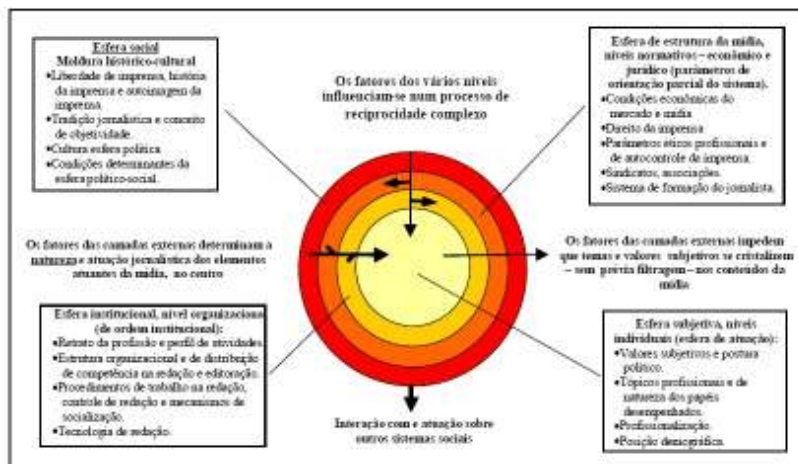 Esfera social
Moldura histórico-cultural
•Liberdade de imprensa, história
da imprensa e autoimagem da
imprensa
•Tradição jornalística e conceito
de objetividade.
•Cultura esfera política
•Condições determinantes da
esfera político-social.
Os fatores dos vários níveis
influenciam-se num processo de
reciprocidade complexo
Esfera de estrutura da mídia,
níveis normativos – econômico e
jurídico (parâmetros de
orientação parcial do sistema).
•Condições econômicas do
mercado e mídia
•Direito da imprensa
•Parâmetros éticos profissionais e
de autocontrole da imprensa.
•Sindicatos, associações.
•Sistema de formação do jornalista.
Os fatores das camadas externas determinam a
natureza e atuação jornalística dos elementos
atuantes da mídia, no centro
Os fatores das camadas externas impedem
que temas e valores subjetivos se cristalizem
– sem prévia filtragem – nos conteúdos da
mídia
Esfera institucional, nível organizaciona
(de ordem institucional):
•Retrato da profissão e perfil de atividades.
•Estrutura organizacional e de distribuição
de competência na redação e editoração.
•Procedimentos de trabalho na redação,
controle de redação e mecanismos de
socialização.
•Tecnologia de redação.
Interação com e atuação sobre
outros sistemas sociais
Esfera subjetiva, níveis
individuais (esfera de atuação):
•Valores subjetivos e postura
político.
•Tópicos profissionais e de
natureza dos papéis
desempenhados.
•Profissionalização.
•Posição demográfica.